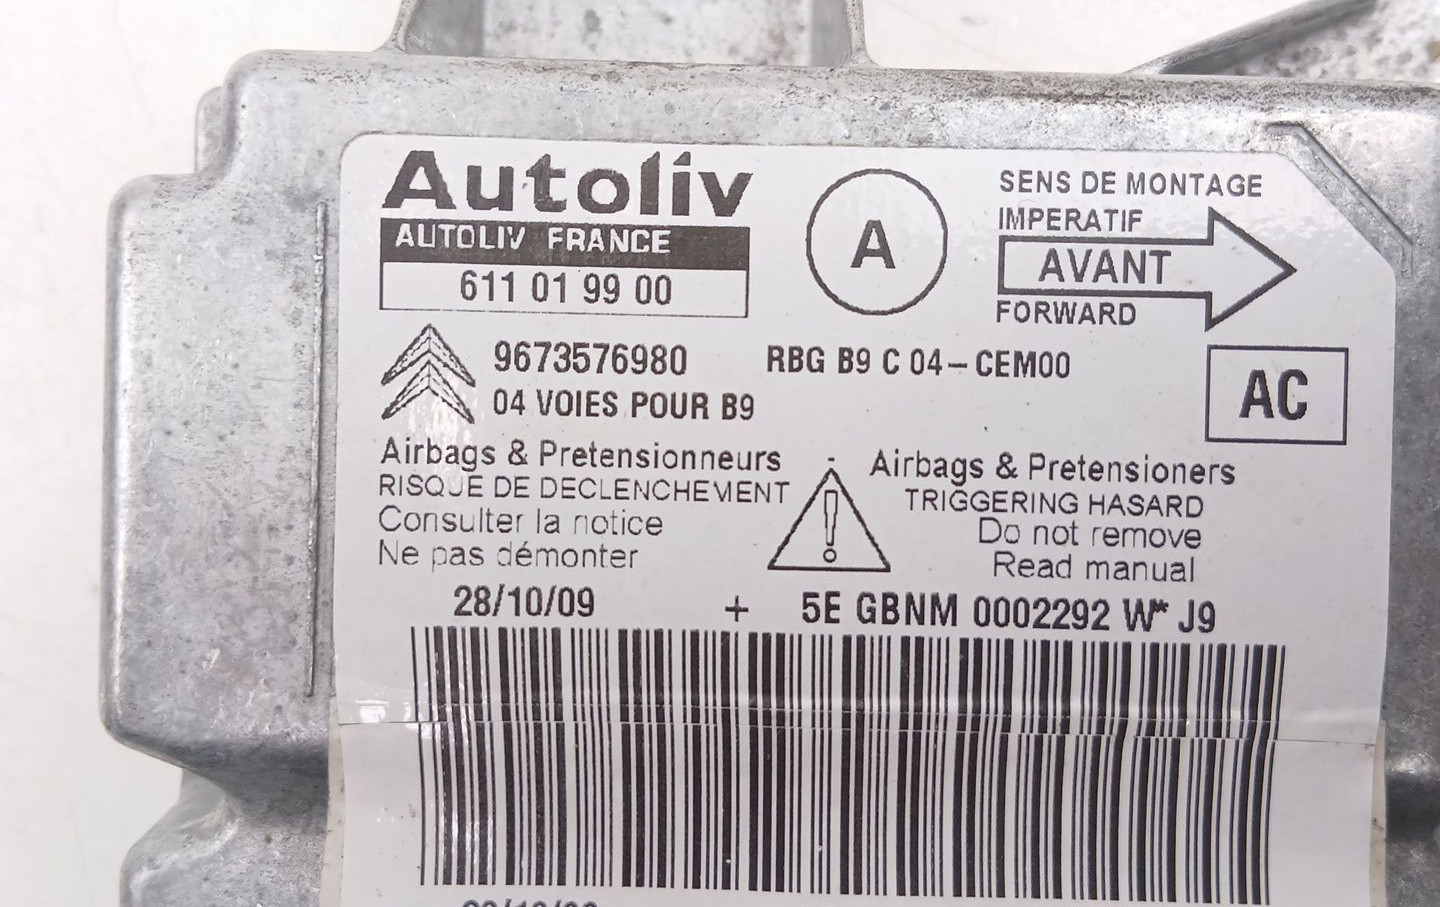 Autoliv
AUTOLIV FRANCE
611 01 99 00
A
SENS DE MONTAGE
IMPERATIF
AVANT
FORWARD
9673576980
RBG B9 C 04-CEM00
04 VOIES POUR B9
AC
Airbags & Pretensionneurs
RISQUE DE DECLENCHEMENT
Consulter la notice
Ne pas démonter
Airbags & Pretensioners
TRIGGERING HASARD
Do not remove
Read manual
28/10/09 + 5E GBNM 0002292 W* J9